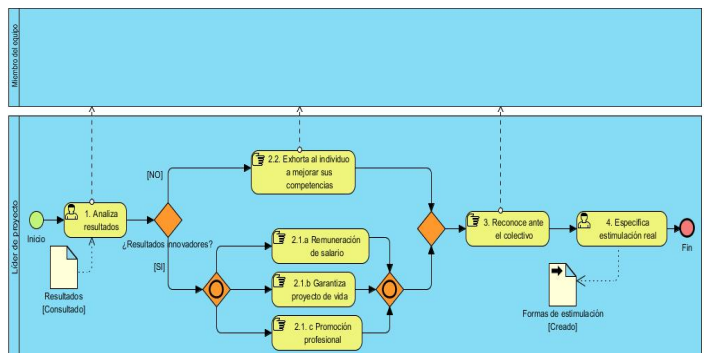 Miembro del equipo
Líder de proyecto
2.2. Exhorta al individuo
a mejorar sus
competencias
[NO]
1. Analiza
resultados
3. Reconoce ante
el colectivo
4. Especifica
estimulación real
Inicio
Fin
¿Resultados innovadores?
2.1.a Remuneración
de salario
[SI]
2.1.b Garantiza
proyecto de vida
Resultados
[Consultado]
Formas de estimulación
[Creado]
2.1. c Promoción
profesional